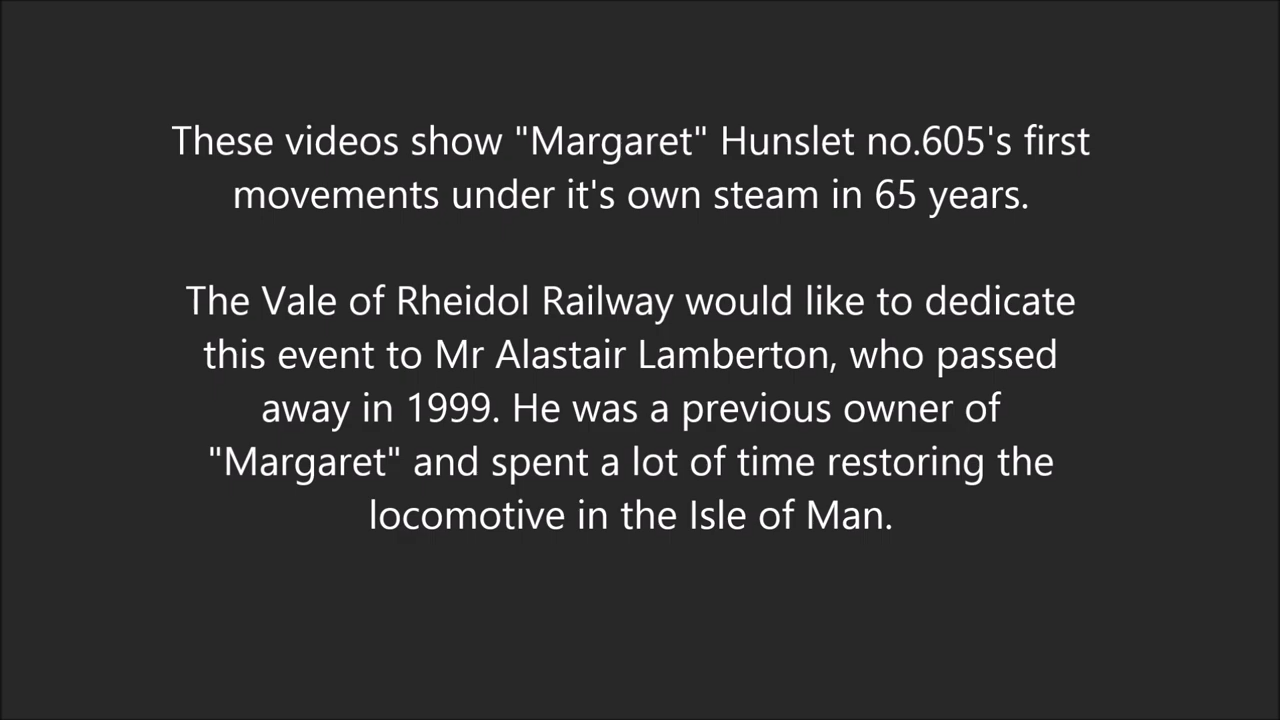 These videos show "Margaret" Hunslet no.605's first
movements under it's own steam in 65 years.
The Vale of Rheidol Railway would like to dedicate
this event to Mr Alastair Lamberton, who passed
away in 1999. He was a previous owner of
"Margaret" and spent a lot of time restoring the
locomotive in the Isle of Man.